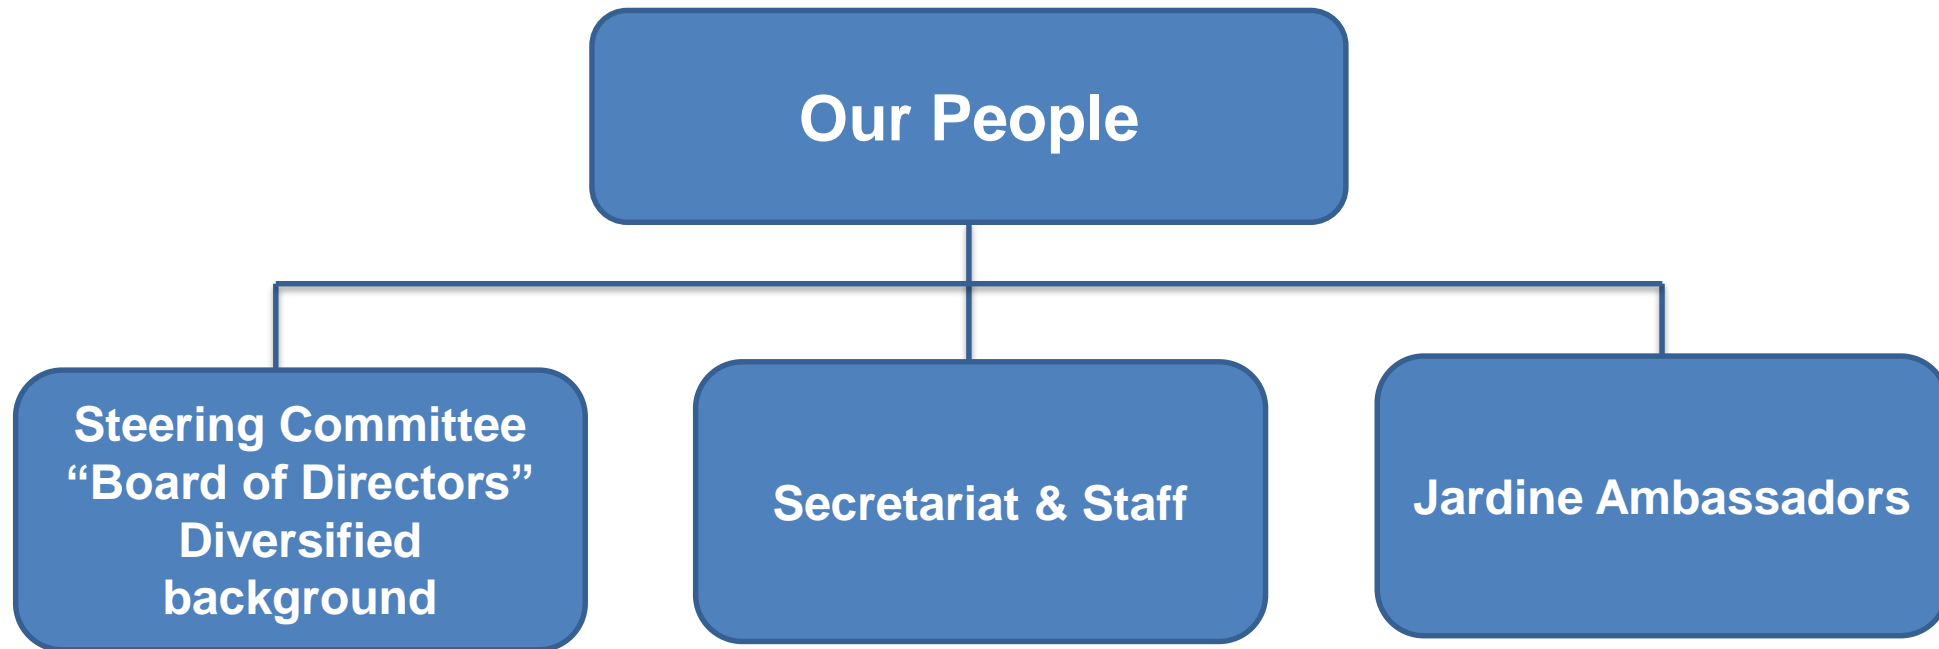 Our People
Steering Committee
“Board of Directors”
Diversified
background
Secretariat & Staff
Jardine Ambassadors